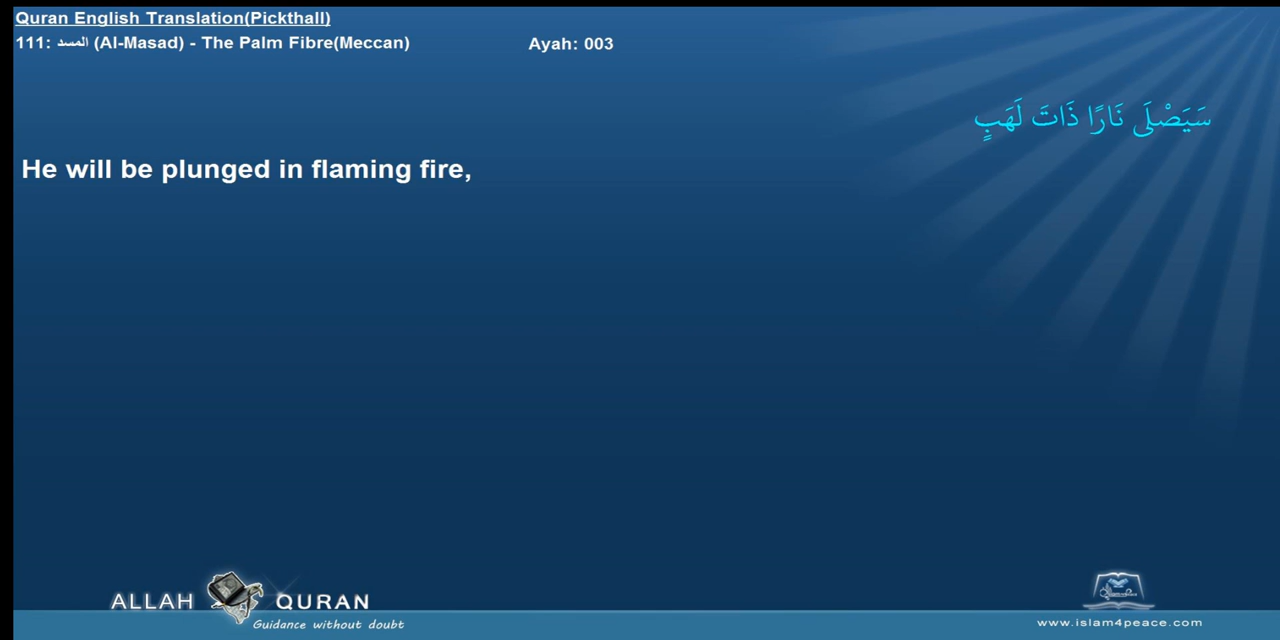 Quran English Translation(Pickthall)
111: المسد (Al-Masad) - The Palm Fibre(Meccan) Ayah: 003
سَيَصْلَى نَارًا ذَاتَ لَهَبٍ
He will be plunged in flaming fire,
ALLAH QURAN
Guidance without doubt
www.islam4peace.com